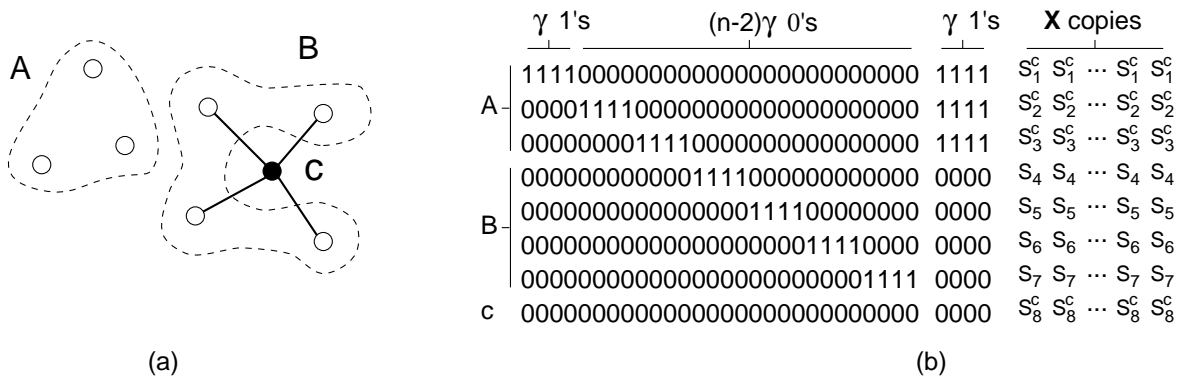 A
B
c
(a)
γ 1's (n-2)γ 0's γ 1's X copies
A
1111000000000000000000000000 1111 S₁ᶜ S₁ᶜ ··· S₁ᶜ S₁ᶜ
0000111100000000000000000000 1111 S₂ᶜ S₂ᶜ ··· S₂ᶜ S₂ᶜ
0000000011110000000000000000 1111 S₃ᶜ S₃ᶜ ··· S₃ᶜ S₃ᶜ
B
0000000000001111000000000000 0000 S₄ S₄ ··· S₄ S₄
0000000000000000111100000000 0000 S₅ S₅ ··· S₅ S₅
0000000000000000000011110000 0000 S₆ S₆ ··· S₆ S₆
0000000000000000000000001111 0000 S₇ S₇ ··· S₇ S₇
c 0000000000000000000000000000 0000 S₈ᶜ S₈ᶜ ··· S₈ᶜ S₈ᶜ
(b)